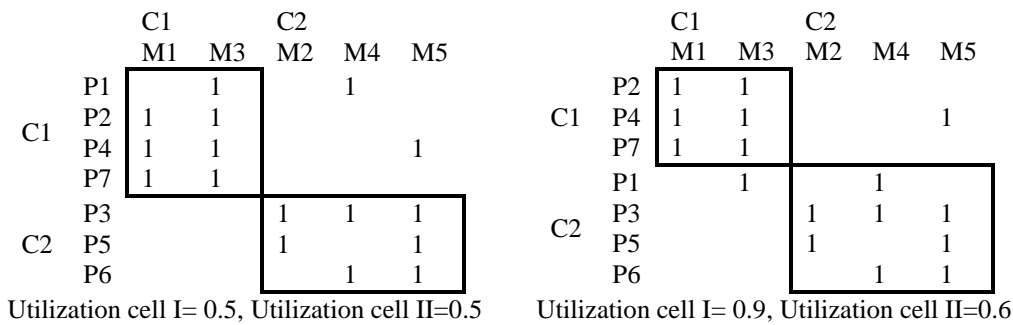 C1 C2
M1 M3 M2 M4 M5
P1 1 1
C1
P2 1 1
P4 1 1 1
P7 1 1
P3 1 1 1
C2 P5 1 1
P6 1 1
Utilization cell I= 0.5, Utilization cell II=0.5
C1 C2
M1 M3 M2 M4 M5
P2 1 1
C1 P4 1 1 1
P7 1 1
P1 1 1
P3 1 1 1
C2
P5 1 1
P6 1 1
Utilization cell I= 0.9, Utilization cell II=0.6